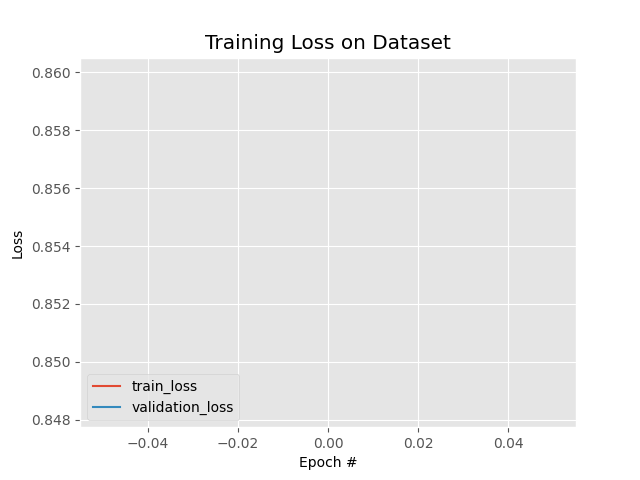 Training Loss on Dataset
0.860
0.858
0.856
0.854
0.852
0.850
0.848
Loss
train_loss
validation_loss
−0.04 −0.02 0.00 0.02 0.04
Epoch #